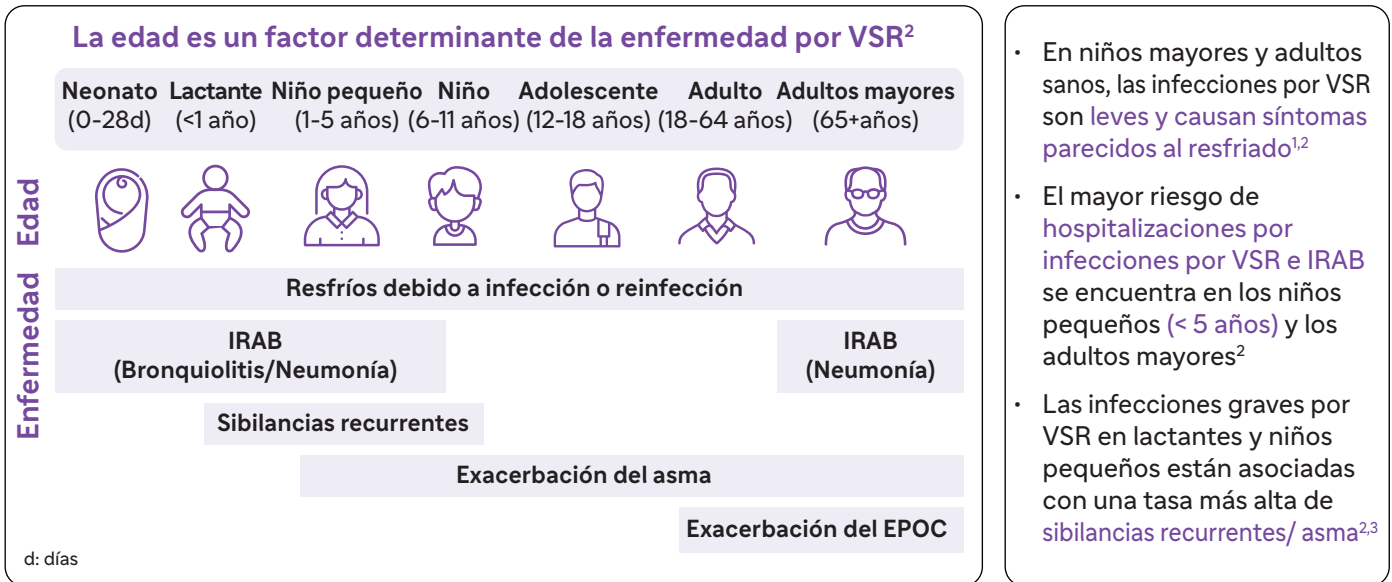 La edad es un factor determinante de la enfermedad por VSR²
Neonato Lactante Niño pequeño Niño Adolescente Adulto Adultos mayores
(0-28d) (<1 año) (1-5 años) (6-11 años) (12-18 años) (18-64 años) (65+años)
Edad
Enfermedad
Resfríos debido a infección o reinfección
IRAB
(Bronquiolitis/Neumonía)
IRAB
(Neumonía)
Sibilancias recurrentes
Exacerbación del asma
Exacerbación del EPOC
d: días
· En niños mayores y adultos
sanos, las infecciones por VSR
son leves y causan síntomas
parecidos al resfriado¹,²
· El mayor riesgo de
hospitalizaciones por
infecciones por VSR e IRAB
se encuentra en los niños
pequeños (< 5 años) y los
adultos mayores²
· Las infecciones graves por
VSR en lactantes y niños
pequeños están asociadas
con una tasa más alta de
sibilancias recurrentes/ asma²,³